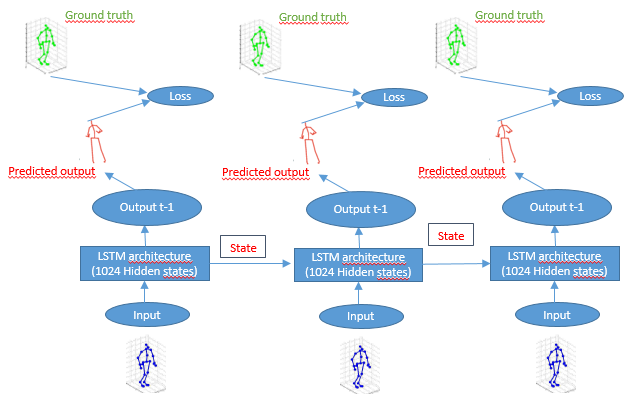 Ground truth
Ground truth
Ground truth
Loss
Loss
Loss
Predicted output
Predicted output
Predicted output
Output t-1
Output t-1
Output t-1
State
State
LSTM architecture
(1024 Hidden states)
LSTM architecture
(1024 Hidden states)
LSTM architecture
(1024 Hidden states)
Input
Input
Input